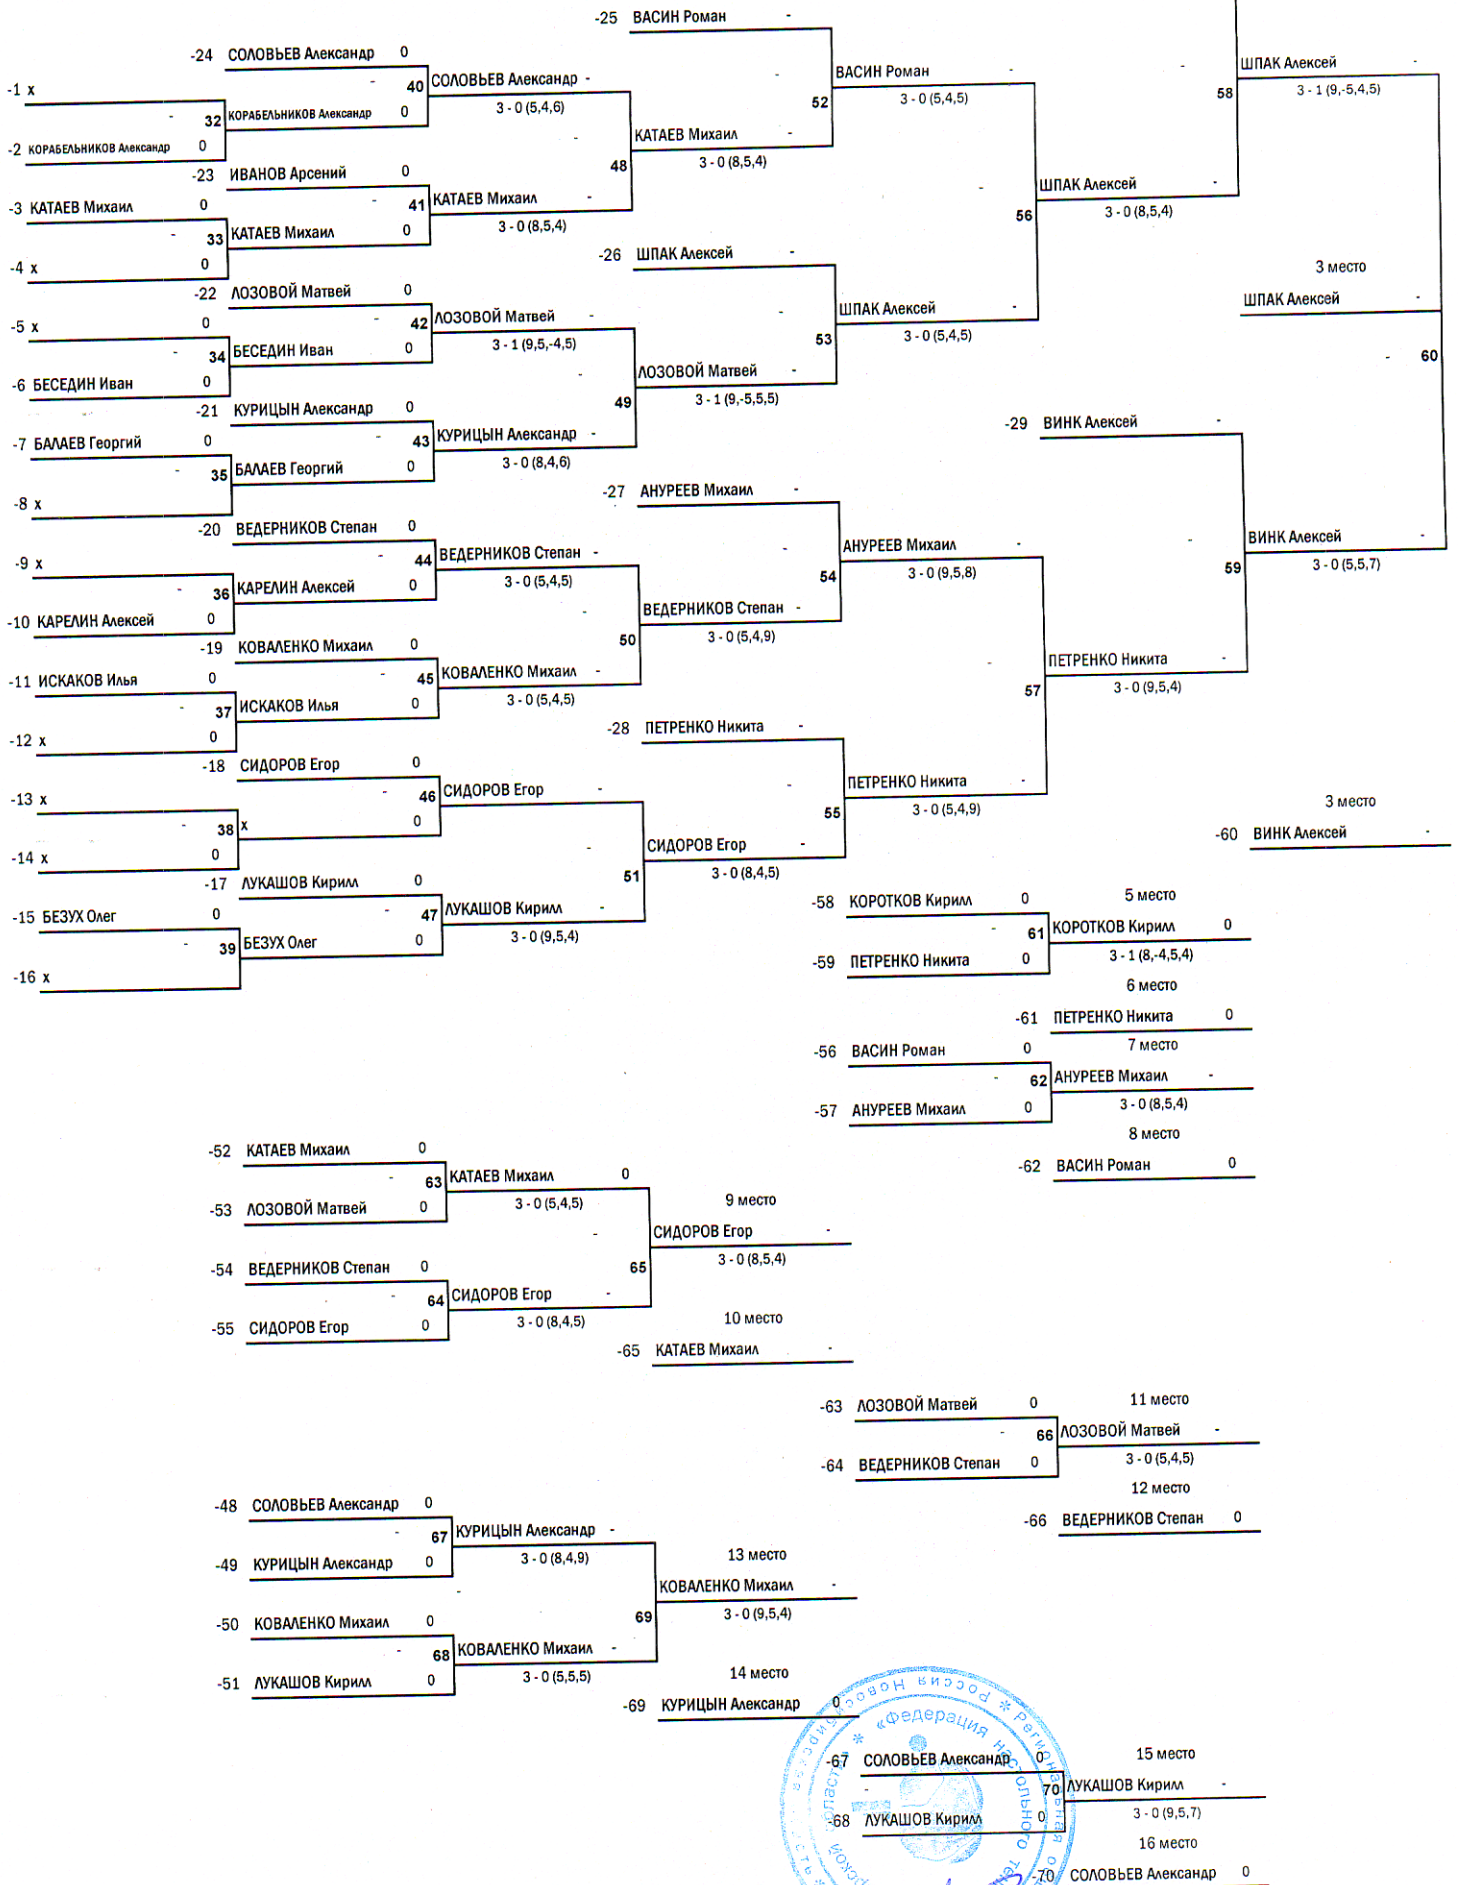 -25 ВАСИН Роман -
-24 СОЛОВЬЕВ Александр 0
ШПАК Алексей -
-1 х
40 СОЛОВЬЕВ Александр -
ВАСИН Роман -
58 3 - 1 (9,-5,4,5)
32 КОРАБЕЛЬНИКОВ Александр 0
3 - 0 (5,4,6)
52 3 - 0 (5,4,5)
-2 КОРАБЕЛЬНИКОВ Александр 0
КАТАЕВ Михаил -
-23 ИВАНОВ Арсений 0
48 3 - 0 (8,5,4)
-3 КАТАЕВ Михаил 0
41 КАТАЕВ Михаил -
ШПАК Алексей -
33 КАТАЕВ Михаил 0
3 - 0 (8,5,4)
56 3 - 0 (8,5,4)
-4 х 0
-26 ШПАК Алексей -
3 место
-22 ЛОЗОВОЙ Матвей 0
ШПАК Алексей -
-5 х 0
42 ЛОЗОВОЙ Матвей -
ШПАК Алексей -
34 БЕСЕДИН Иван 0
3 - 1 (9,5,-4,5)
53 3 - 0 (5,4,5)
60
-6 БЕСЕДИН Иван 0
ЛОЗОВОЙ Матвей -
-21 КУРИЦЫН Александр 0
49 3 - 1 (9,-5,5,5)
-7 БАЛАЕВ Георгий 0
43 КУРИЦЫН Александр -
-29 ВИНК Алексей -
35 БАЛАЕВ Георгий 0
3 - 0 (8,4,6)
-8 х
-27 АНУРЕЕВ Михаил -
-20 ВЕДЕРНИКОВ Степан 0
ВИНК Алексей -
-9 х
44 ВЕДЕРНИКОВ Степан -
АНУРЕЕВ Михаил -
59 3 - 0 (5,5,7)
36 КАРЕЛИН Алексей 0
3 - 0 (5,4,5)
54 3 - 0 (9,5,8)
-10 КАРЕЛИН Алексей 0
ВЕДЕРНИКОВ Степан -
-19 КОВАЛЕНКО Михаил 0
50 3 - 0 (5,4,9)
-11 ИСКАКОВ Илья 0
45 КОВАЛЕНКО Михаил -
ПЕТРЕНКО Никита -
37 ИСКАКОВ Илья 0
3 - 0 (5,4,5)
57 3 - 0 (9,5,4)
-12 х 0
-28 ПЕТРЕНКО Никита -
-18 СИДОРОВ Егор 0
-13 х
46 СИДОРОВ Егор -
ПЕТРЕНКО Никита -
3 место
38 х 0
55 3 - 0 (5,4,9)
-60 ВИНК Алексей -
-14 х 0
СИДОРОВ Егор -
-17 ЛУКАШОВ Кирилл 0
51 3 - 0 (8,4,5)
-15 БЕЗУХ Олег 0
47 ЛУКАШОВ Кирилл -
-58 КОРОТКОВ Кирилл 0
5 место
39 БЕЗУХ Олег 0
3 - 0 (9,5,4)
61 КОРОТКОВ Кирилл 0
-16 х
-59 ПЕТРЕНКО Никита 0
3 - 1 (8,-4,5,4)
6 место
-61 ПЕТРЕНКО Никита 0
-56 ВАСИН Роман 0
7 место
62 АНУРЕЕВ Михаил -
-57 АНУРЕЕВ Михаил 0
3 - 0 (8,5,4)
8 место
-62 ВАСИН Роман 0
-52 КАТАЕВ Михаил 0
63 КАТАЕВ Михаил 0
-53 ЛОЗОВОЙ Матвей 0
3 - 0 (5,4,5)
9 место
СИДОРОВ Егор -
-54 ВЕДЕРНИКОВ Степан 0
65 3 - 0 (8,5,4)
64 СИДОРОВ Егор -
-55 СИДОРОВ Егор 0
3 - 0 (8,4,5)
10 место
-65 КАТАЕВ Михаил -
-63 ЛОЗОВОЙ Матвей 0
11 место
66 ЛОЗОВОЙ Матвей -
-64 ВЕДЕРНИКОВ Степан 0
3 - 0 (5,4,5)
12 место
-66 ВЕДЕРНИКОВ Степан 0
-48 СОЛОВЬЕВ Александр 0
67 КУРИЦЫН Александр -
-49 КУРИЦЫН Александр 0
3 - 0 (8,4,9)
13 место
КОВАЛЕНКО Михаил -
-50 КОВАЛЕНКО Михаил 0
69 3 - 0 (9,5,4)
68 КОВАЛЕНКО Михаил -
-51 ЛУКАШОВ Кирилл 0
3 - 0 (5,5,5)
14 место
-69 КУРИЦЫН Александр 0
-67 СОЛОВЬЕВ Александр 0
15 место
70 ЛУКАШОВ Кирилл -
-68 ЛУКАШОВ Кирилл 0
3 - 0 (9,5,7)
16 место
-70 СОЛОВЬЕВ Александр 0
Россия Новосибирская
«Федерация настольного